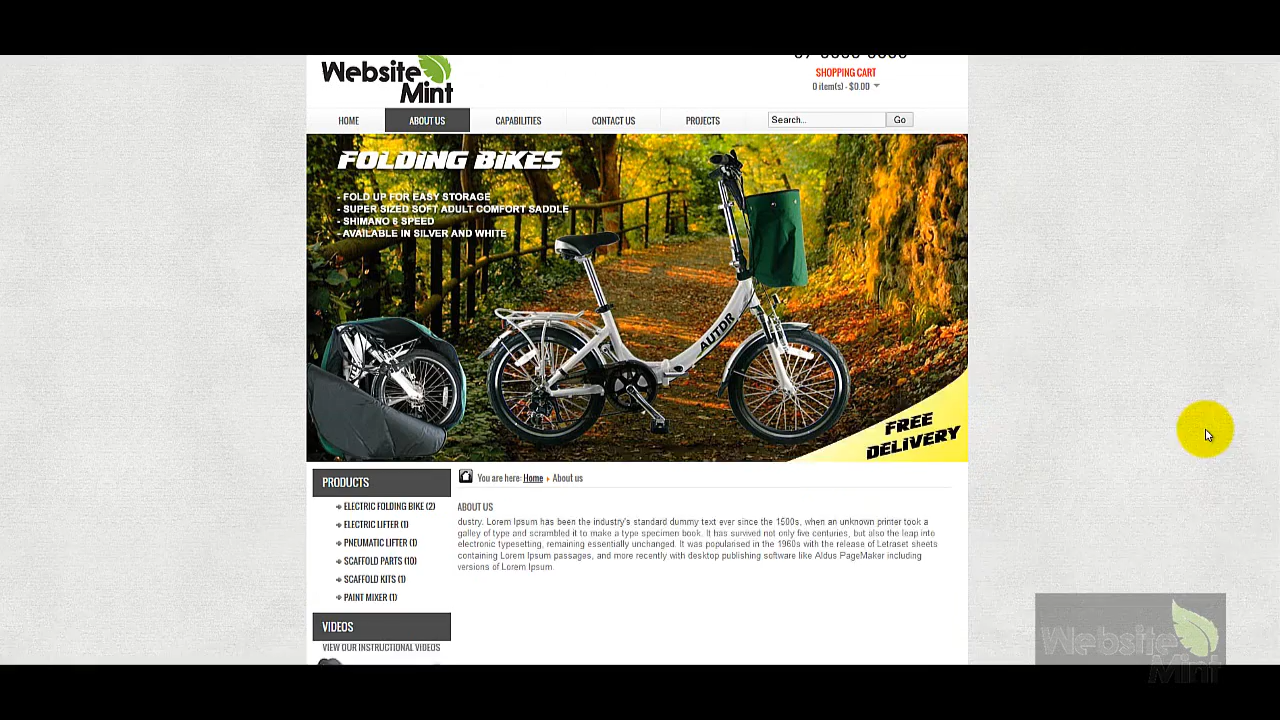 Website
Mint
SHOPPING CART
0 item(s) - $0.00
HOME
ABOUT US
CAPABILITIES
CONTACT US
PROJECTS
Search...
Go
FOLDING BIKES
- FOLD UP FOR EASY STORAGE
- SUPER SIZED SOFT ADULT COMFORT SADDLE
- SHIMANO 6 SPEED
- AVAILABLE IN SILVER AND WHITE
AUTDR
FREE
DELIVERY
PRODUCTS
ELECTRIC FOLDING BIKE (2)
ELECTRIC LIFTER (1)
PNEUMATIC LIFTER (1)
SCAFFOLD PARTS (10)
SCAFFOLD KITS (1)
PAINT MIXER (1)
VIDEOS
VIEW OUR INSTRUCTIONAL VIDEOS
You are here: Home About us
ABOUT US
dustry. Lorem Ipsum has been the industry's standard dummy text ever since the 1500s, when an unknown printer took a
galley of type and scrambled it to make a type specimen book. It has survived not only five centuries, but also the leap into
electronic typesetting, remaining essentially unchanged. It was popularised in the 1960s with the release of Letraset sheets
containing Lorem Ipsum passages, and more recently with desktop publishing software like Aldus PageMaker including
versions of Lorem Ipsum.
Website
Mint